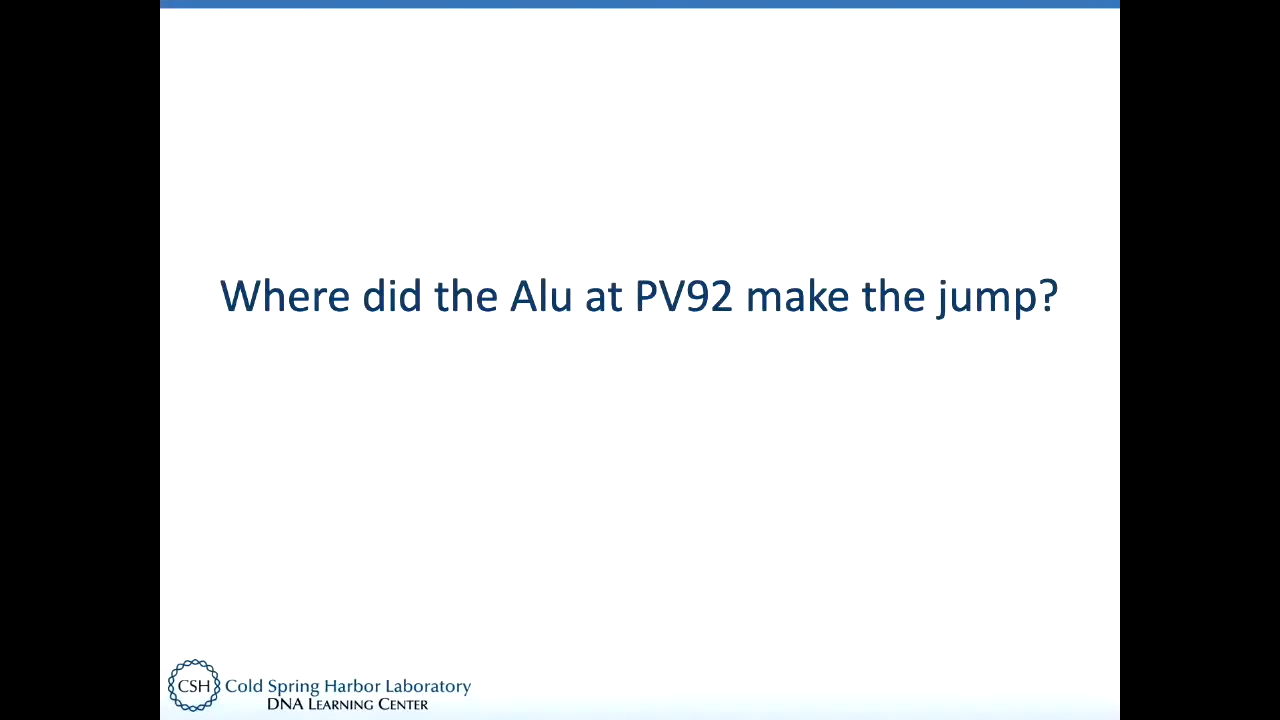 Where did the Alu at PV92 make the jump?
CSH Cold Spring Harbor Laboratory
DNA LEARNING CENTER